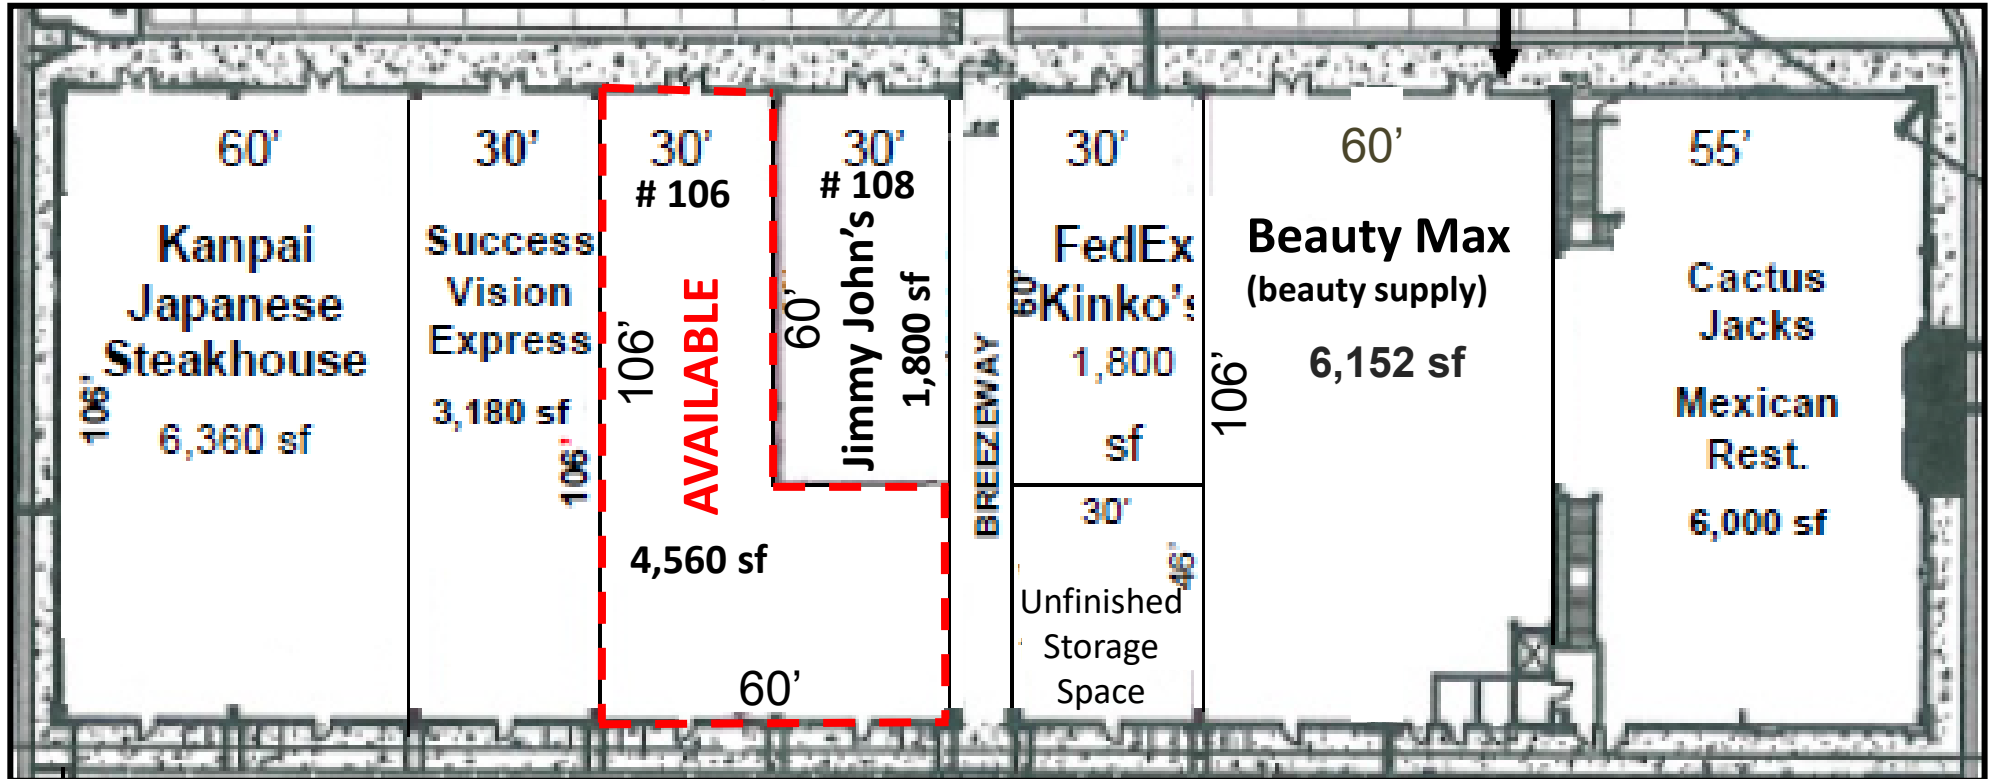 60’
Kanpai
Japanese
Steakhouse
106'
6,360 sf
30’
Success
Vision
Express
3,180 sf
106'
30’
# 106
106’
AVAILABLE
4,560 sf
60’
30’
# 108
60’
Jimmy John’s
1,800 sf
BREEZEWAY
30’
FedEx
Kinko's
60'
1,800
sf
30'
46'
Unfinished
Storage
Space
60’
Beauty Max
(beauty supply)
6,152 sf
106’
55’
Cactus
Jacks
Mexican
Rest.
6,000 sf